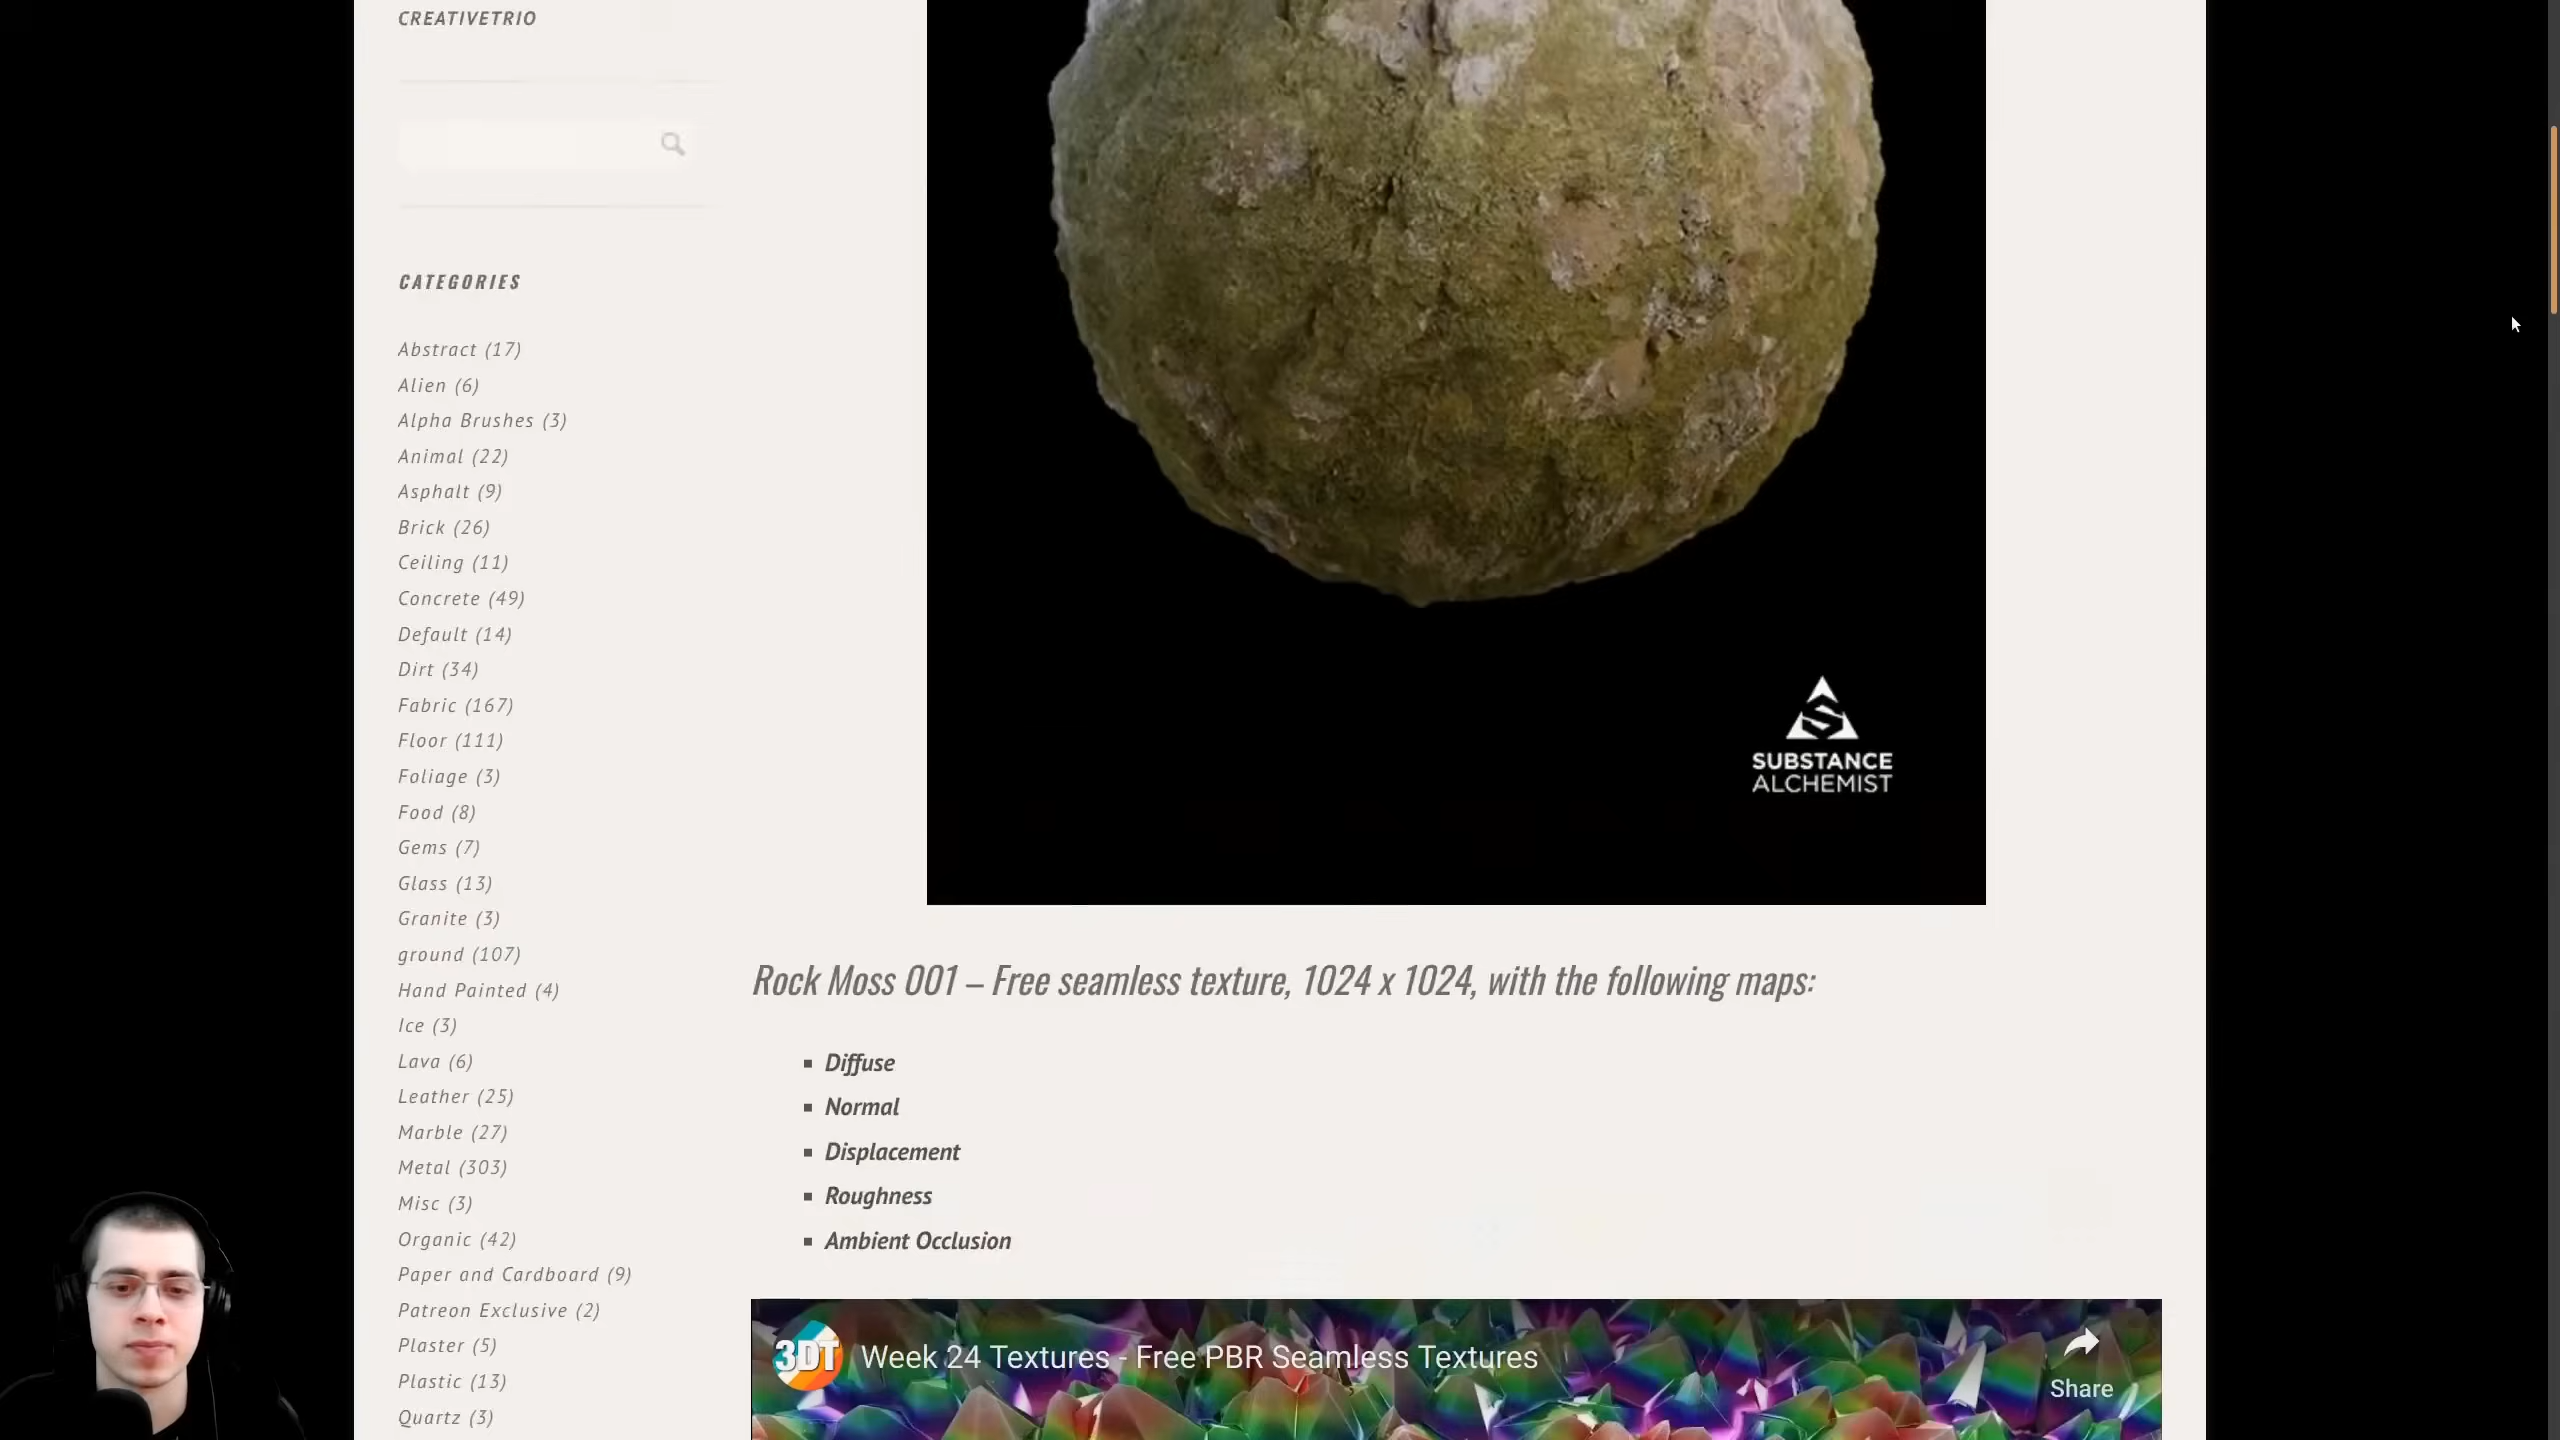 CREATIVETRIO
CATEGORIES
Abstract (17)
Alien (6)
Alpha Brushes (3)
Animal (22)
Asphalt (9)
Brick (26)
Ceiling (11)
Concrete (49)
Default (14)
Dirt (34)
Fabric (167)
Floor (111)
Foliage (3)
Food (8)
Gems (7)
Glass (13)
Granite (3)
ground (107)
Hand Painted (4)
Ice (3)
Lava (6)
Leather (25)
Marble (27)
Metal (303)
Misc (3)
Organic (42)
Paper and Cardboard (9)
Patreon Exclusive (2)
Plaster (5)
Plastic (13)
Quartz (3)
SUBSTANCE
ALCHEMIST
Rock Moss 001 – Free seamless texture, 1024 x 1024, with the following maps:
Diffuse
Normal
Displacement
Roughness
Ambient Occlusion
3DT
Week 24 Textures - Free PBR Seamless Textures
Share